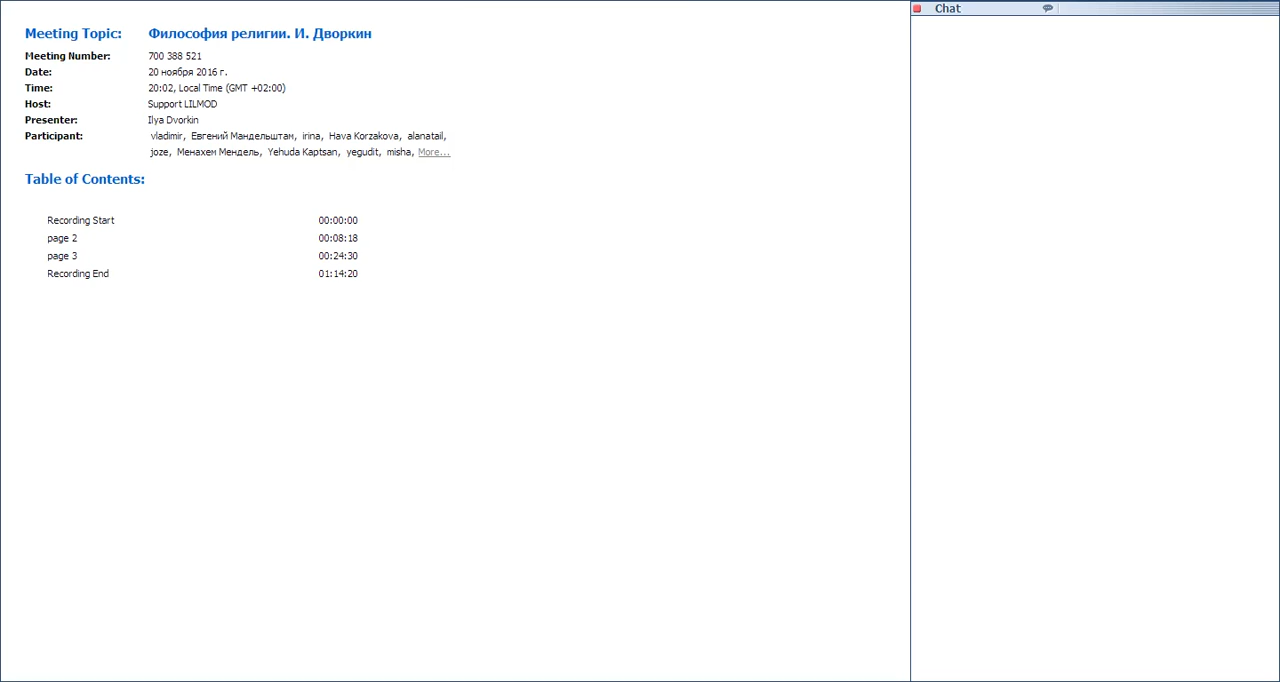 Chat
Meeting Topic: Философия религии. И. Дворкин
Meeting Number: 700 388 521
Date: 20 ноября 2016 г.
Time: 20:02, Local Time (GMT +02:00)
Host: Support LILMOD
Presenter: Ilya Dvorkin
Participant: vladimir, Евгений Мандельштам, irina, Hava Korzakova, alanatail,
joze, Менахем Мендель, Yehuda Kaptsan, yegudit, misha, More...
Table of Contents:
Recording Start 00:00:00
page 2 00:08:18
page 3 00:24:30
Recording End 01:14:20